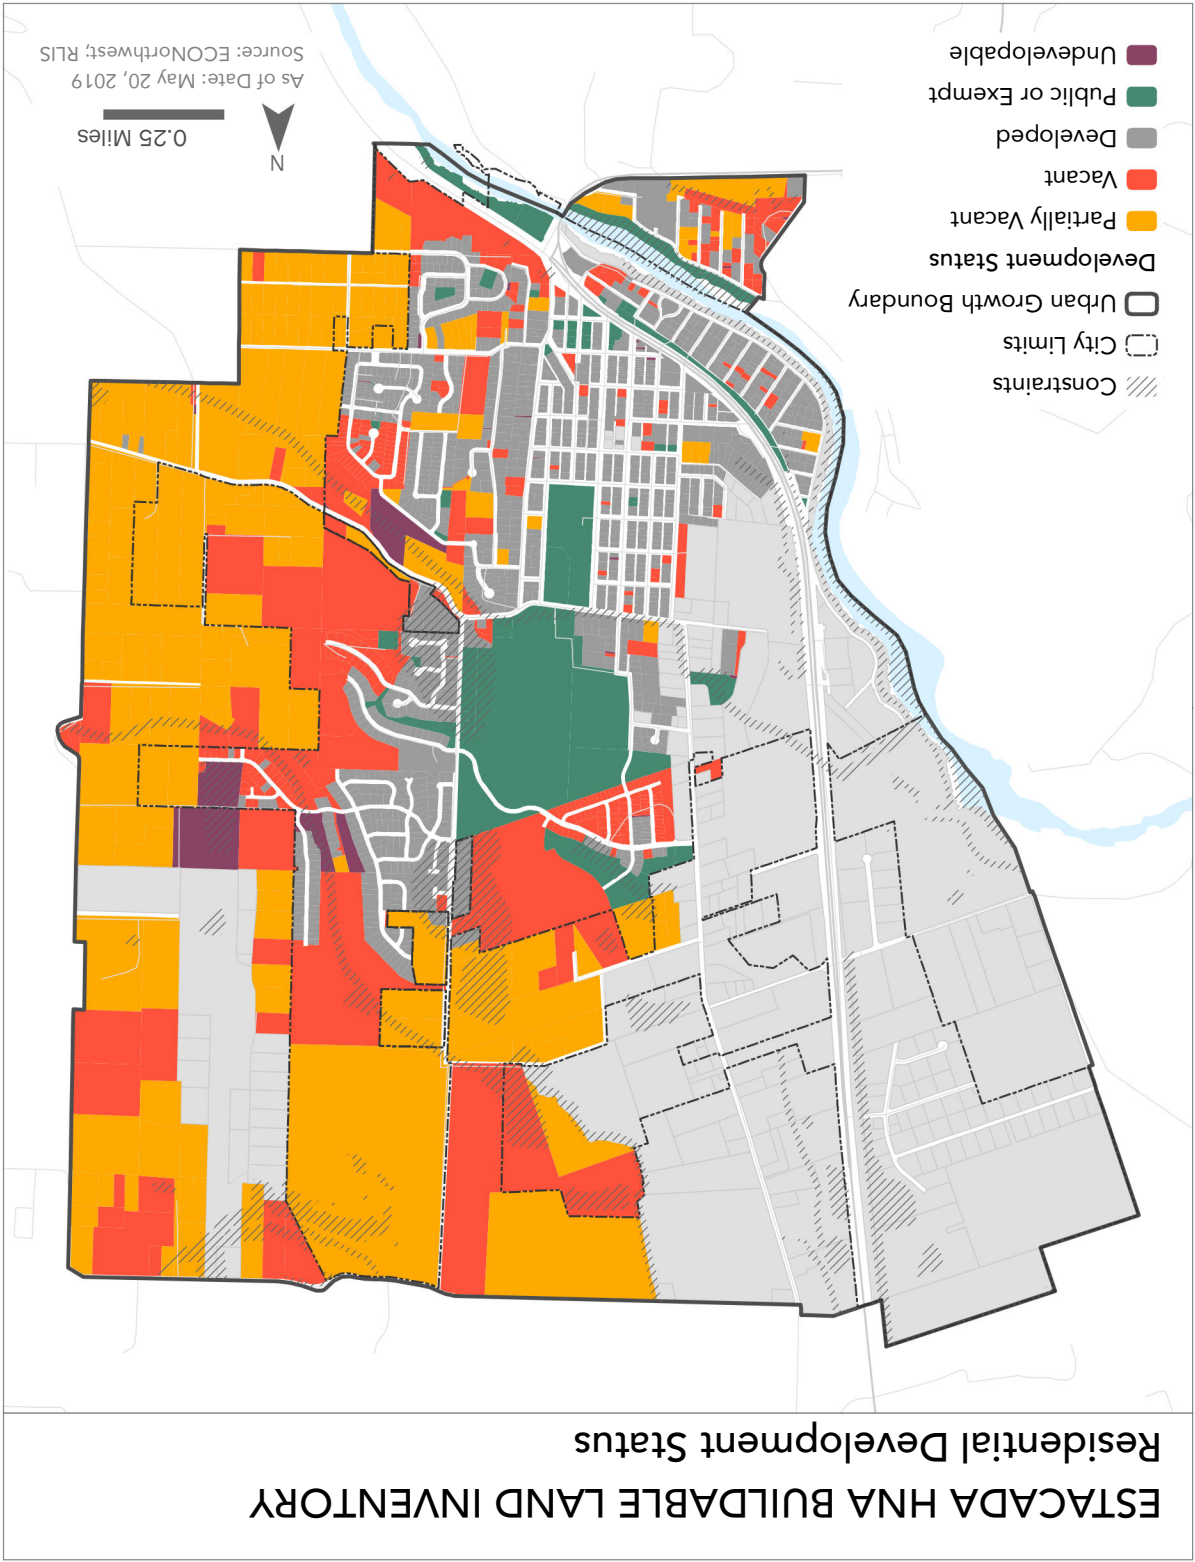 ESTACADA HNA BUILDABLE LAND INVENTORY
Residential Development Status
Constraints
City Limits
Urban Growth Boundary
Development Status
Partially Vacant
Vacant
Developed
Public or Exempt
Undevelopable
N
0.25 Miles
As of Date: May 20, 2019
Source: ECONorthwest; RLIS